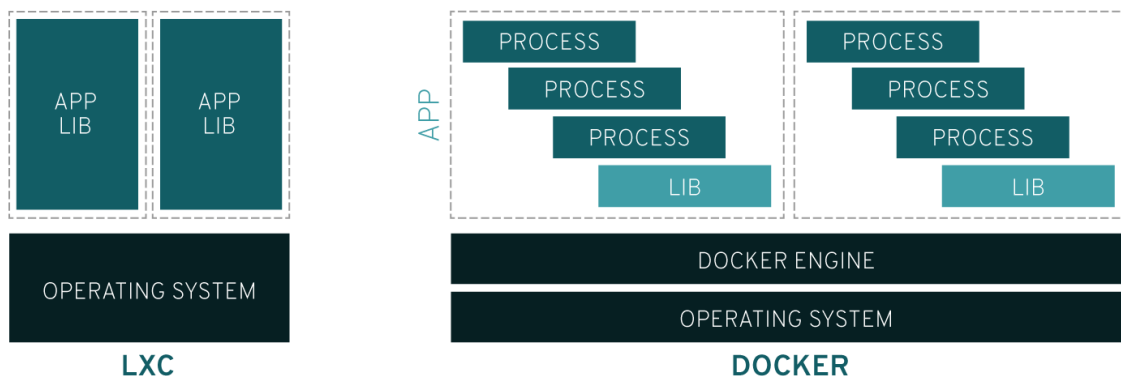 APP
LIB
APP
LIB
OPERATING SYSTEM
LXC
APP
PROCESS
PROCESS
PROCESS
LIB
PROCESS
PROCESS
PROCESS
LIB
DOCKER ENGINE
OPERATING SYSTEM
DOCKER